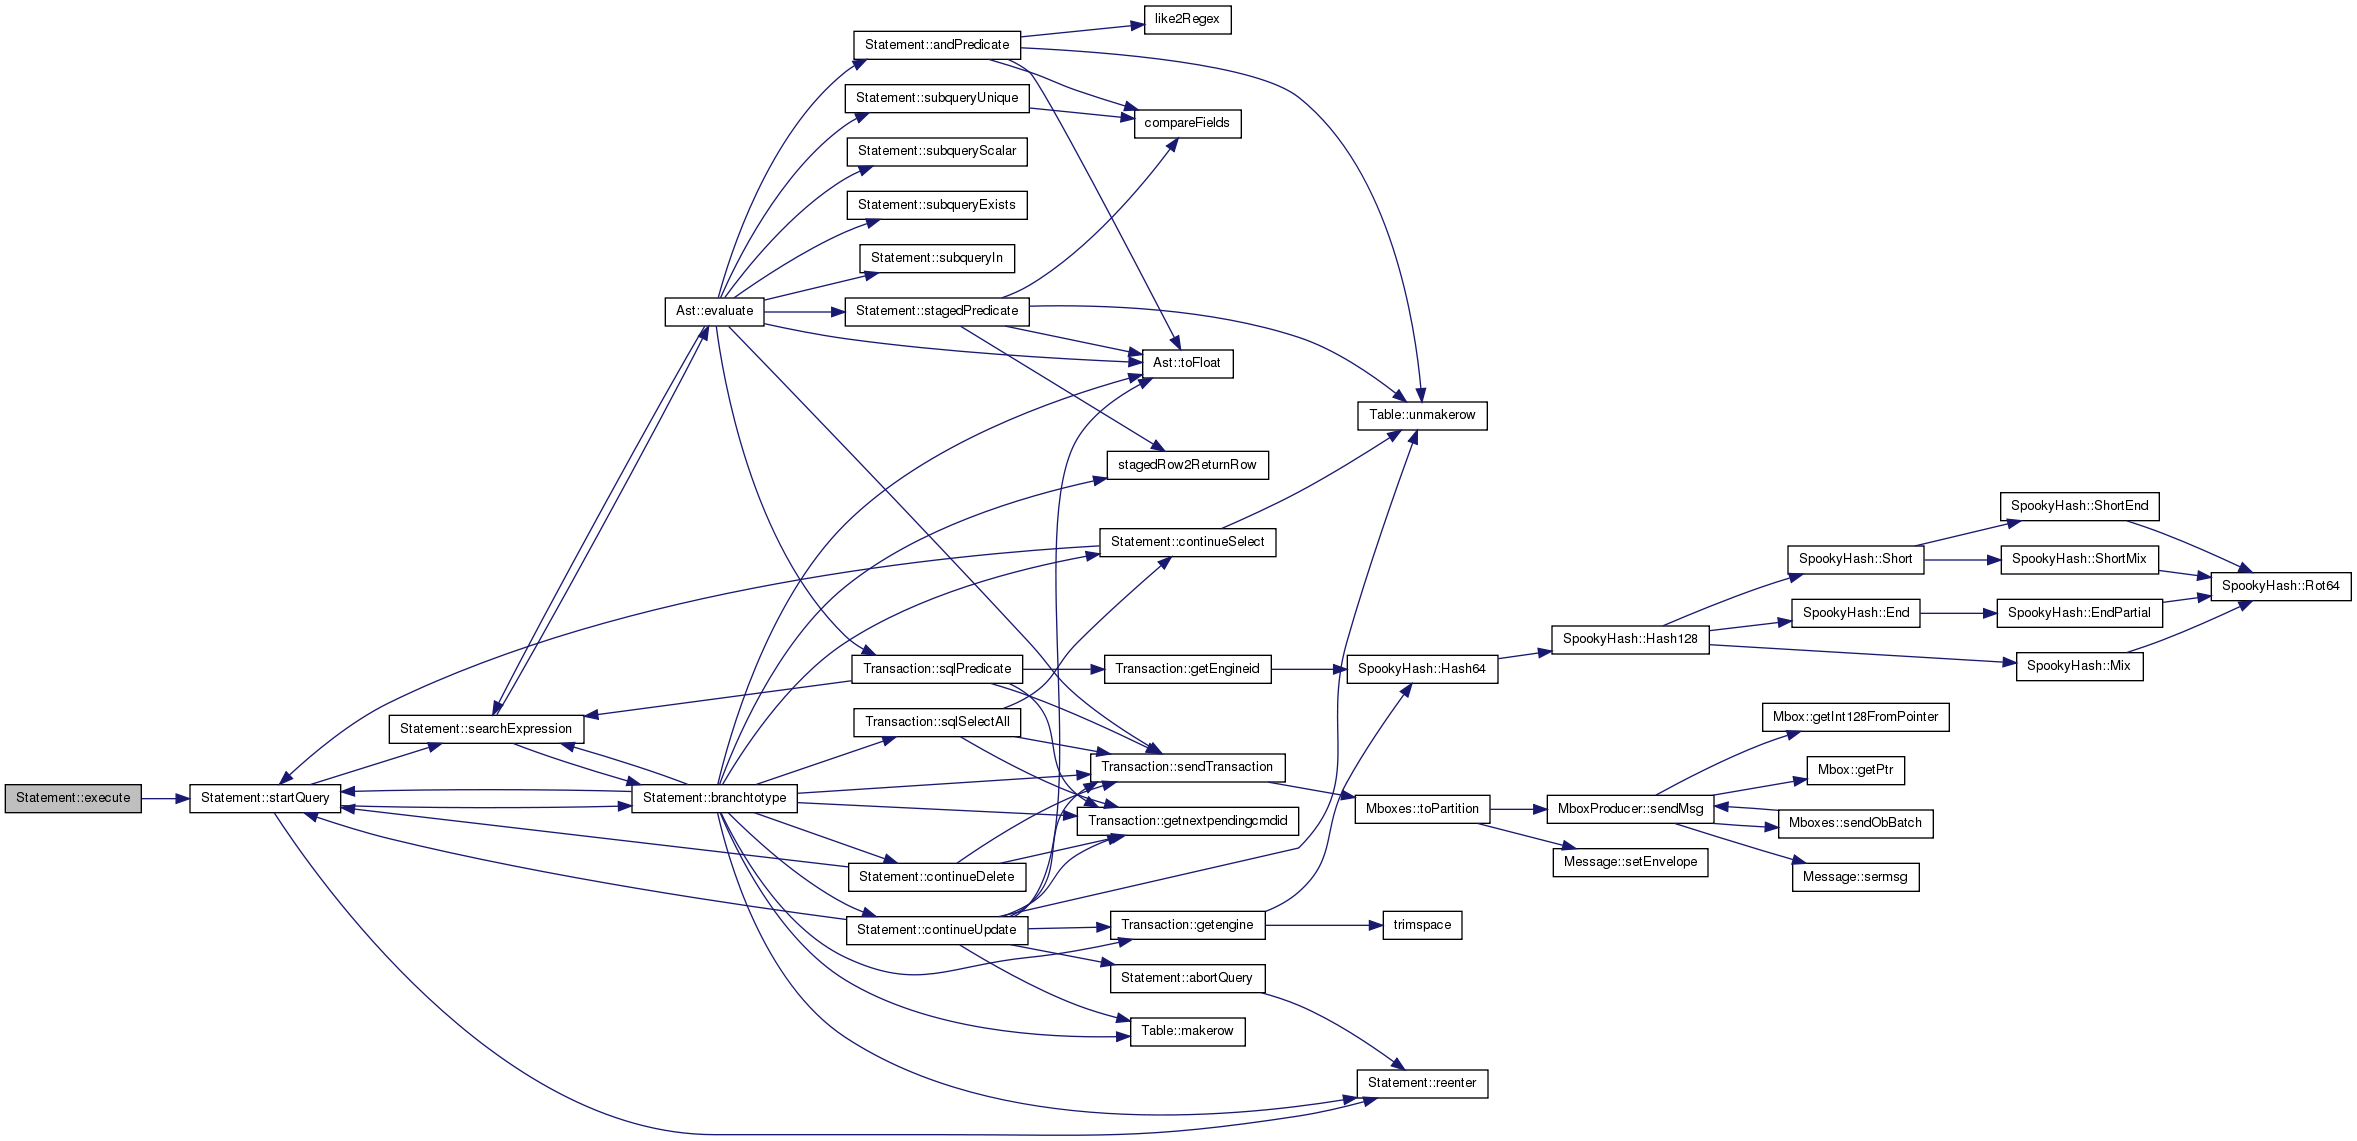 like2Regex
Statement::andPredicate
Statement::subqueryUnique
compareFields
Statement::subqueryScalar
Statement::subqueryExists
Statement::subqueryIn
Ast::evaluate
Statement::stagedPredicate
Ast::toFloat
Table::unmakerow
stagedRow2ReturnRow
SpookyHash::ShortEnd
Statement::continueSelect
SpookyHash::Short
SpookyHash::ShortMix
SpookyHash::Rot64
SpookyHash::End
SpookyHash::EndPartial
SpookyHash::Hash128
Transaction::sqlPredicate
Transaction::getEngineid
SpookyHash::Hash64
SpookyHash::Mix
Mbox::getInt128FromPointer
Transaction::sqlSelectAll
Statement::searchExpression
Transaction::sendTransaction
Mbox::getPtr
Statement::execute
Statement::startQuery
Statement::branchtotype
Mboxes::toPartition
MboxProducer::sendMsg
Transaction::getnextpendingcmdid
Mboxes::sendObBatch
Message::setEnvelope
Statement::continueDelete
Message::sermsg
Statement::continueUpdate
Transaction::getengine
trimspace
Statement::abortQuery
Table::makerow
Statement::reenter